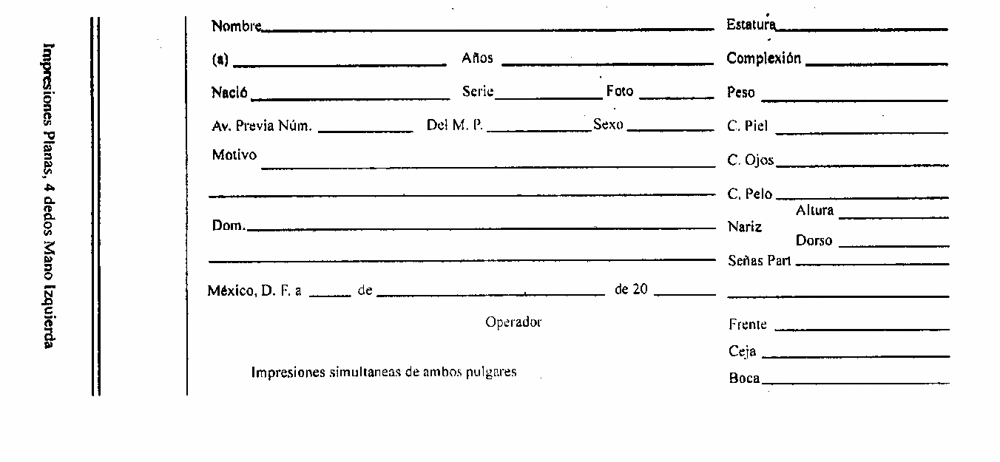 Impresiones Planas, 4 dedos Mano Izquierda
Nombre
(a) Años
Nació Serie Foto
Av. Previa Núm. Del M. P. Sexo
Motivo
Dom.
México, D. F. a de de 20
Operador
Impresiones simultaneas de ambos pulgares
Estatura
Complexión
Peso
C. Piel
C. Ojos
C. Pelo
Altura
Nariz
Dorso
Señas Part
Frente
Ceja
Boca